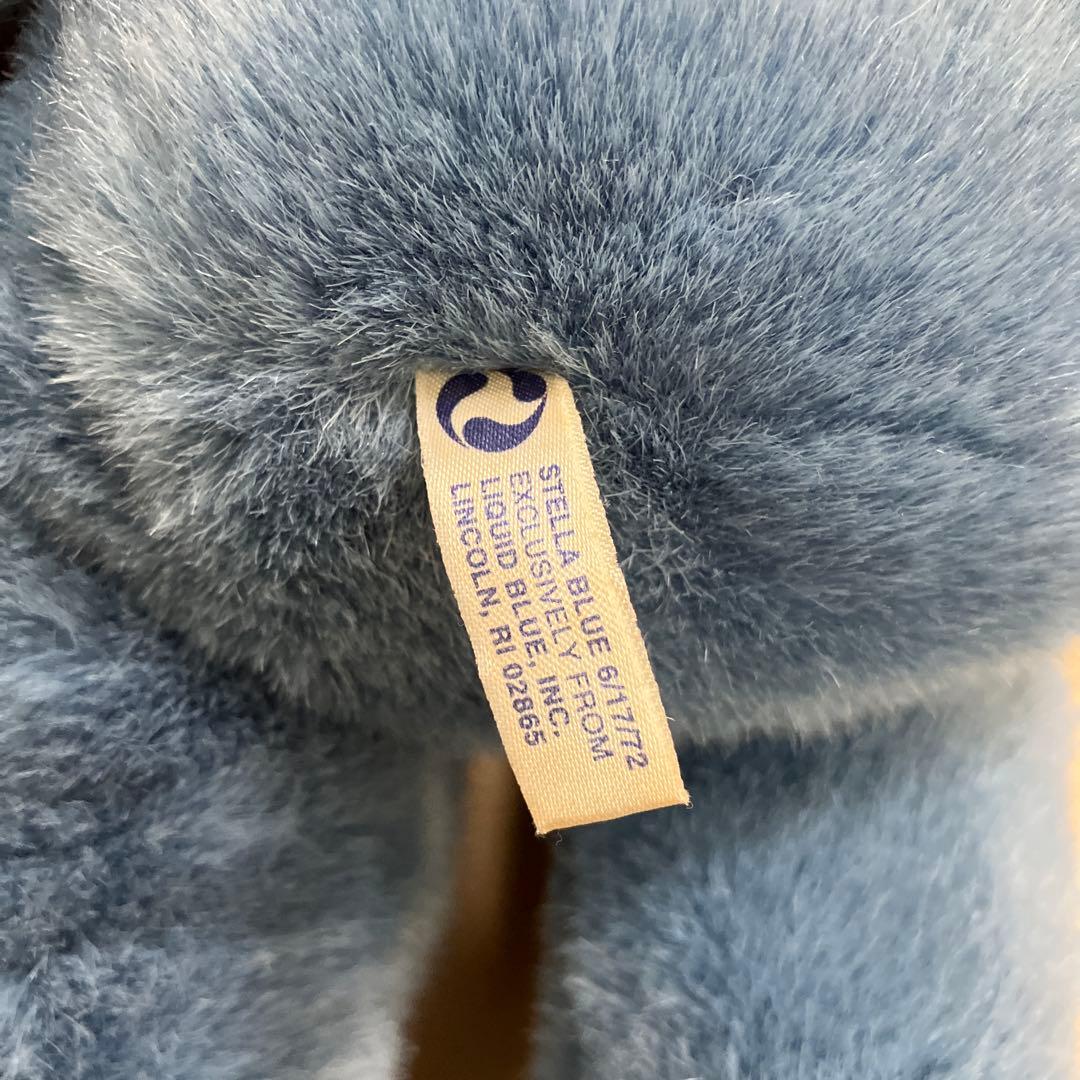 STELLA BLUE 6/17/72
EXCLUSIVELY FROM
LIQUID BLUE, INC.
LINCOLN, RI 02865